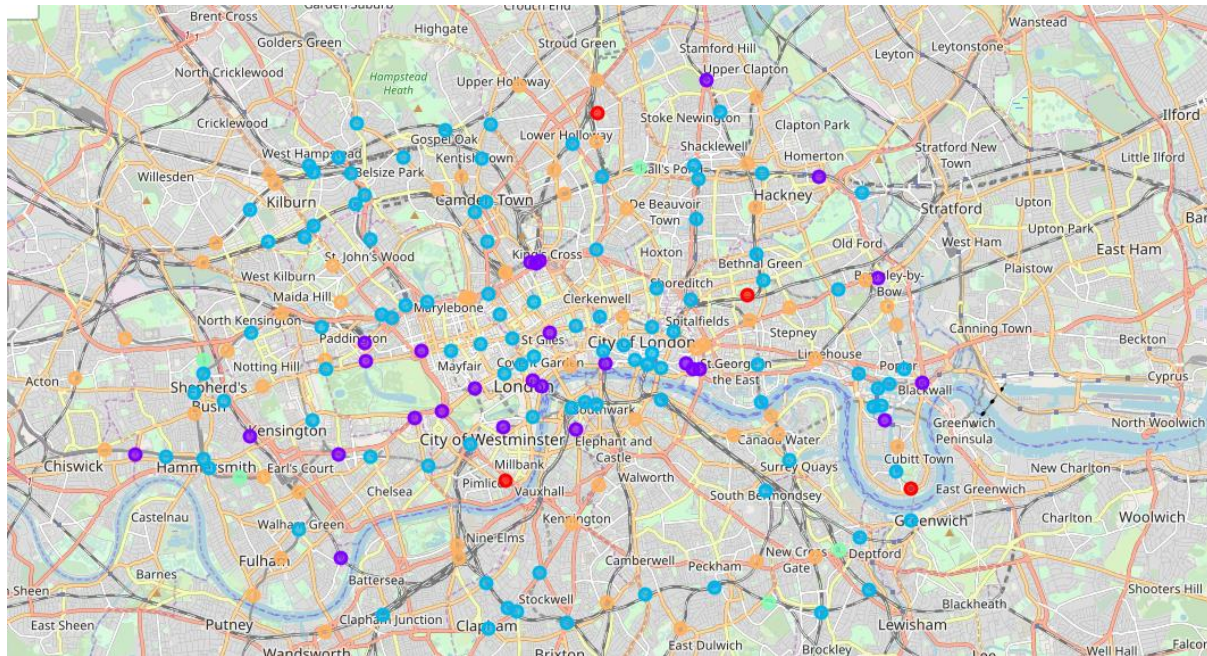 Brent Cross
Garden Suburb
Crouch End
Highgate
Golders Green
Stroud Green
Stamford Hill
Wanstead
Leyton
Leytonstone
North Cricklewood
Hampstead
Heath
Upper Holloway
Upper Clapton
Ilford
Cricklewood
Gospel Oak
Lower Holloway
Stoke Newington
Clapton Park
Shacklewell
Stratford New
Town
West Hampstead
Homerton
Little Ilford
Willesden
Belsize Park
Hackney
Kilburn
De Beauvoir
Town
Stratford
Upton
Upton Park
St. John's Wood
Hoxton
Old Ford
West Ham
East Ham
West Kilburn
Bethnal Green
Plaistow
Maida Hill
Clerkenwell
Shoreditch
Bow
Marylebone
North Kensington
Spitalfields
Canning Town
Paddington
St Giles
City of London
Stepney
Beckton
Notting Hill
Mayfair
Covent Garden
St. George in
the East
Limehouse
Acton
Shepherd's
Bush
London
Blackwall
Cyprus
Southwark
Kensington
City of Westminster
Elephant and
Castle
Canada Water
Greenwich
Peninsula
North Woolwich
Chiswick
Hammersmith
Earl's Court
Millbank
Surrey Quays
Cubitt Town
New Charlton
Pimlico
Vauxhall
Walworth
Chelsea
South Bermondsey
East Greenwich
Castelnau
Walham Green
Kennington
Greenwich
Charlton
Woolwich
Nine Elms
Fulham
Camberwell
Peckham
New Cross
Gate
Deptford
Barnes
Battersea
Shooters Hill
Stockwell
Blackheath
East Sheen
Putney
Clapham Junction
Clapham
Lewisham
East Dulwich
Wandsworth
Brixton
Brockley
Well Hall